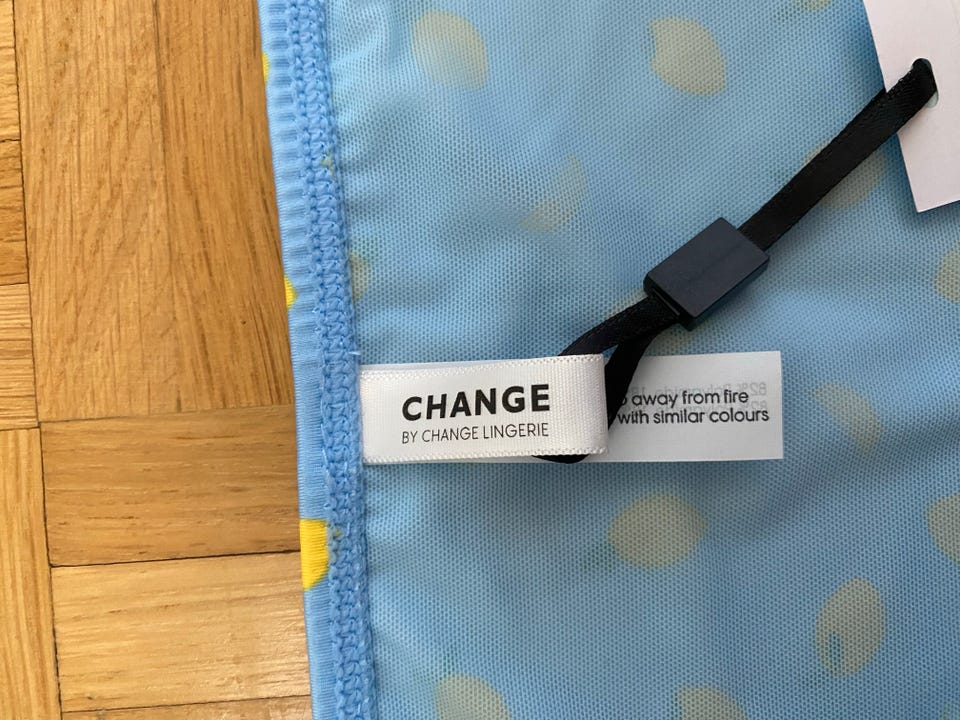 CHANGE
BY CHANGE LINGERIE
away from fire
with similar colours